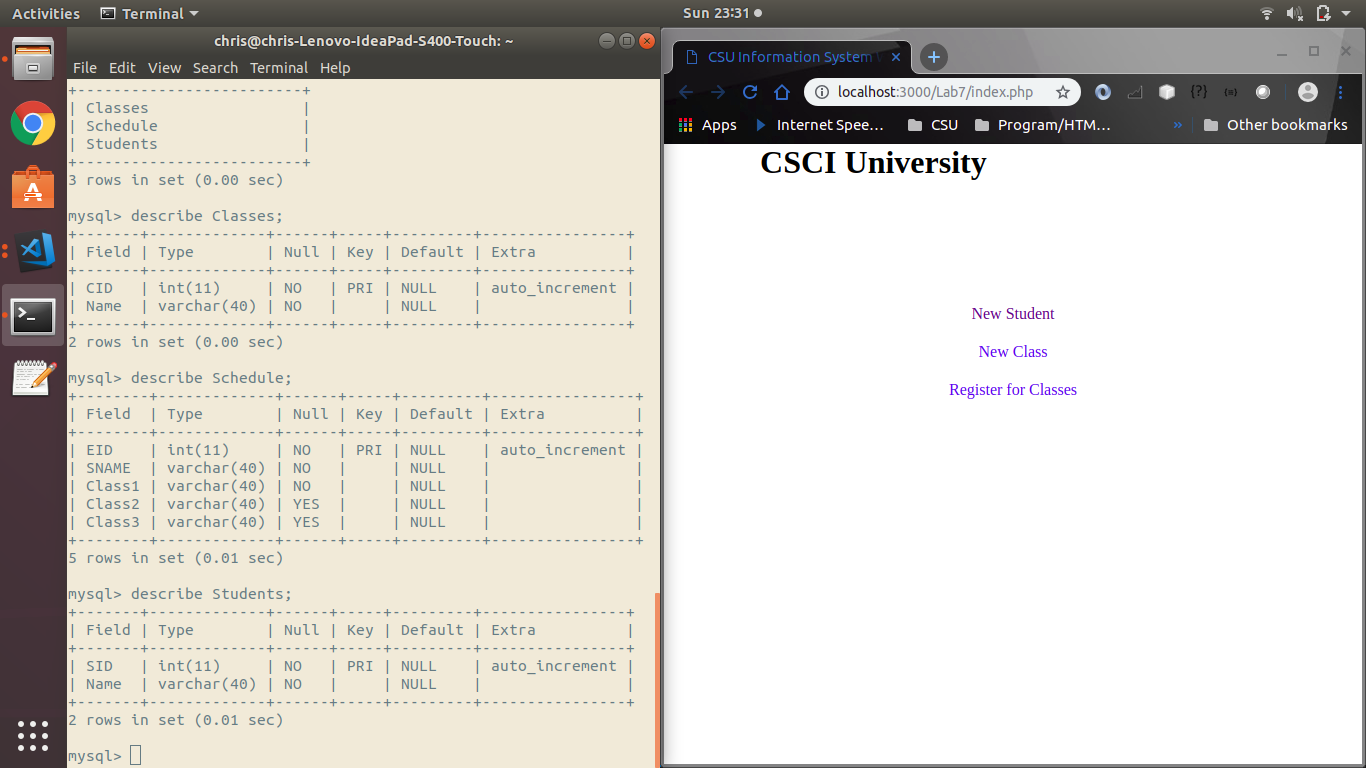 Activities Terminal Sun 23:31
chris@chris-Lenovo-IdeaPad-S400-Touch: ~
File Edit View Search Terminal Help
+-------------------------+
| Classes                 |
| Schedule                |
| Students                |
+-------------------------+
3 rows in set (0.00 sec)
mysql> describe Classes;
+-------+-------------+------+-----+---------+----------------+
| Field | Type        | Null | Key | Default | Extra          |
+-------+-------------+------+-----+---------+----------------+
| CID   | int(11)     | NO   | PRI | NULL    | auto_increment |
| Name  | varchar(40) | NO   |     | NULL    |                |
+-------+-------------+------+-----+---------+----------------+
2 rows in set (0.00 sec)
mysql> describe Schedule;
+--------+-------------+------+-----+---------+----------------+
| Field  | Type        | Null | Key | Default | Extra          |
+--------+-------------+------+-----+---------+----------------+
| EID    | int(11)     | NO   | PRI | NULL    | auto_increment |
| SNAME  | varchar(40) | NO   |     | NULL    |                |
| Class1 | varchar(40) | NO   |     | NULL    |                |
| Class2 | varchar(40) | YES  |     | NULL    |                |
| Class3 | varchar(40) | YES  |     | NULL    |                |
+--------+-------------+------+-----+---------+----------------+
5 rows in set (0.01 sec)
mysql> describe Students;
+-------+-------------+------+-----+---------+----------------+
| Field | Type        | Null | Key | Default | Extra          |
+-------+-------------+------+-----+---------+----------------+
| SID   | int(11)     | NO   | PRI | NULL    | auto_increment |
| Name  | varchar(40) | NO   |     | NULL    |                |
+-------+-------------+------+-----+---------+----------------+
2 rows in set (0.01 sec)
mysql>
CSU Information System
localhost:3000/Lab7/index.php
Apps Internet Spee... CSU Program/HTM... » Other bookmarks
CSCI University
New Student
New Class
Register for Classes